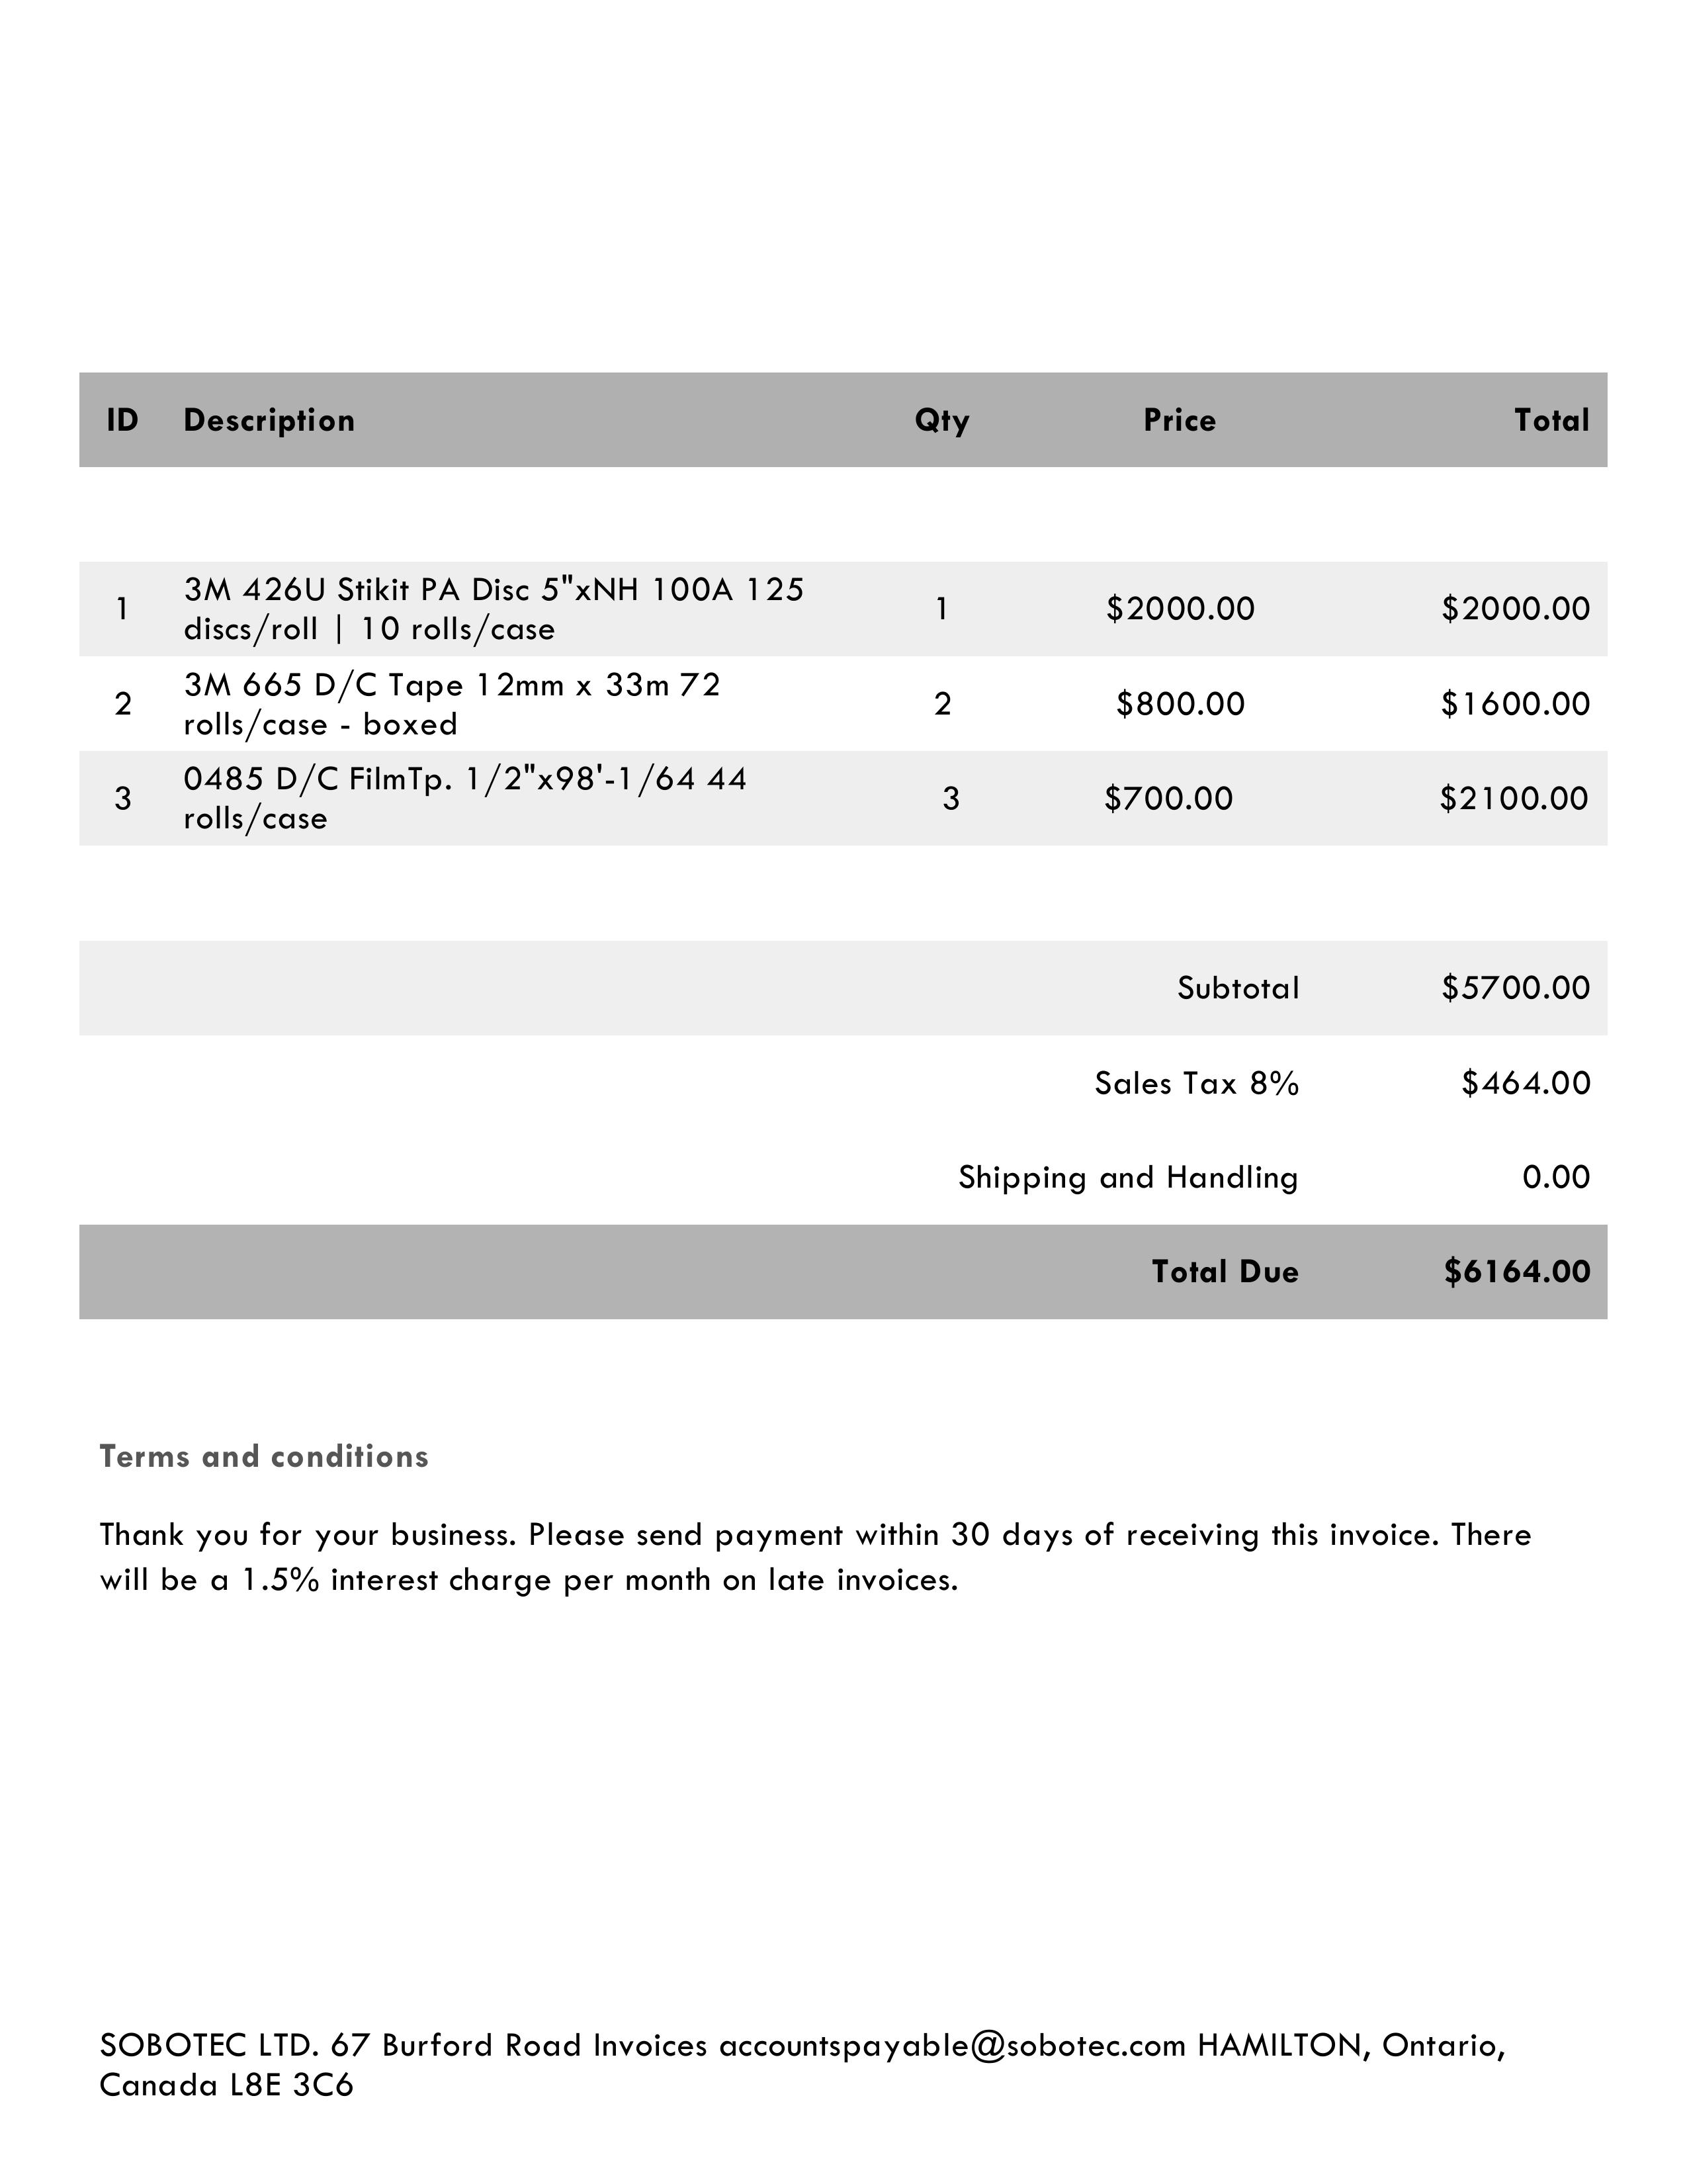 ID Description Qty Price Total
3M 426U Stikit PA Disc 5"xNH 100A 125
1 1 $2000.00 $2000.00
discs/roll | 10 rolls/case
3M 665 D/C Tape 12mm x 33m 72
2 2 $800.00 $1600.00
rolls/case - boxed
0485 D/C FilmTp. 1/2"x98'-1/64 44
3 3 $700.00 $2100.00
rolls/case
Subtotal $5700.00
Sales Tax 8% $464.00
Shipping and Handling 0.00
Total Due $6164.00
Terms and conditions
Thank you for your business. Please send payment within 30 days of receiving this invoice. There
will be a 1.5% interest charge per month on late invoices.
SOBOTEC LTD. 67 Burford Road Invoices accountspayable@sobotec.com HAMILTON, Ontario,
Canada L8E 3C6